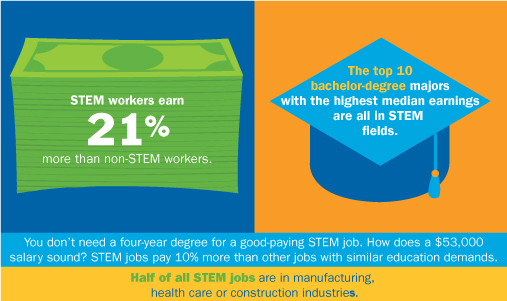 STEM workers earn
21%
more than non-STEM workers.
The top 10
bachelor-degree majors
with the highest median earnings
are all in STEM
fields.
You don't need a four-year degree for a good-paying STEM job. How does a $53,000
salary sound? STEM jobs pay 10% more than other jobs with similar education demands.
Half of all STEM jobs are in manufacturing,
health care or construction industries.